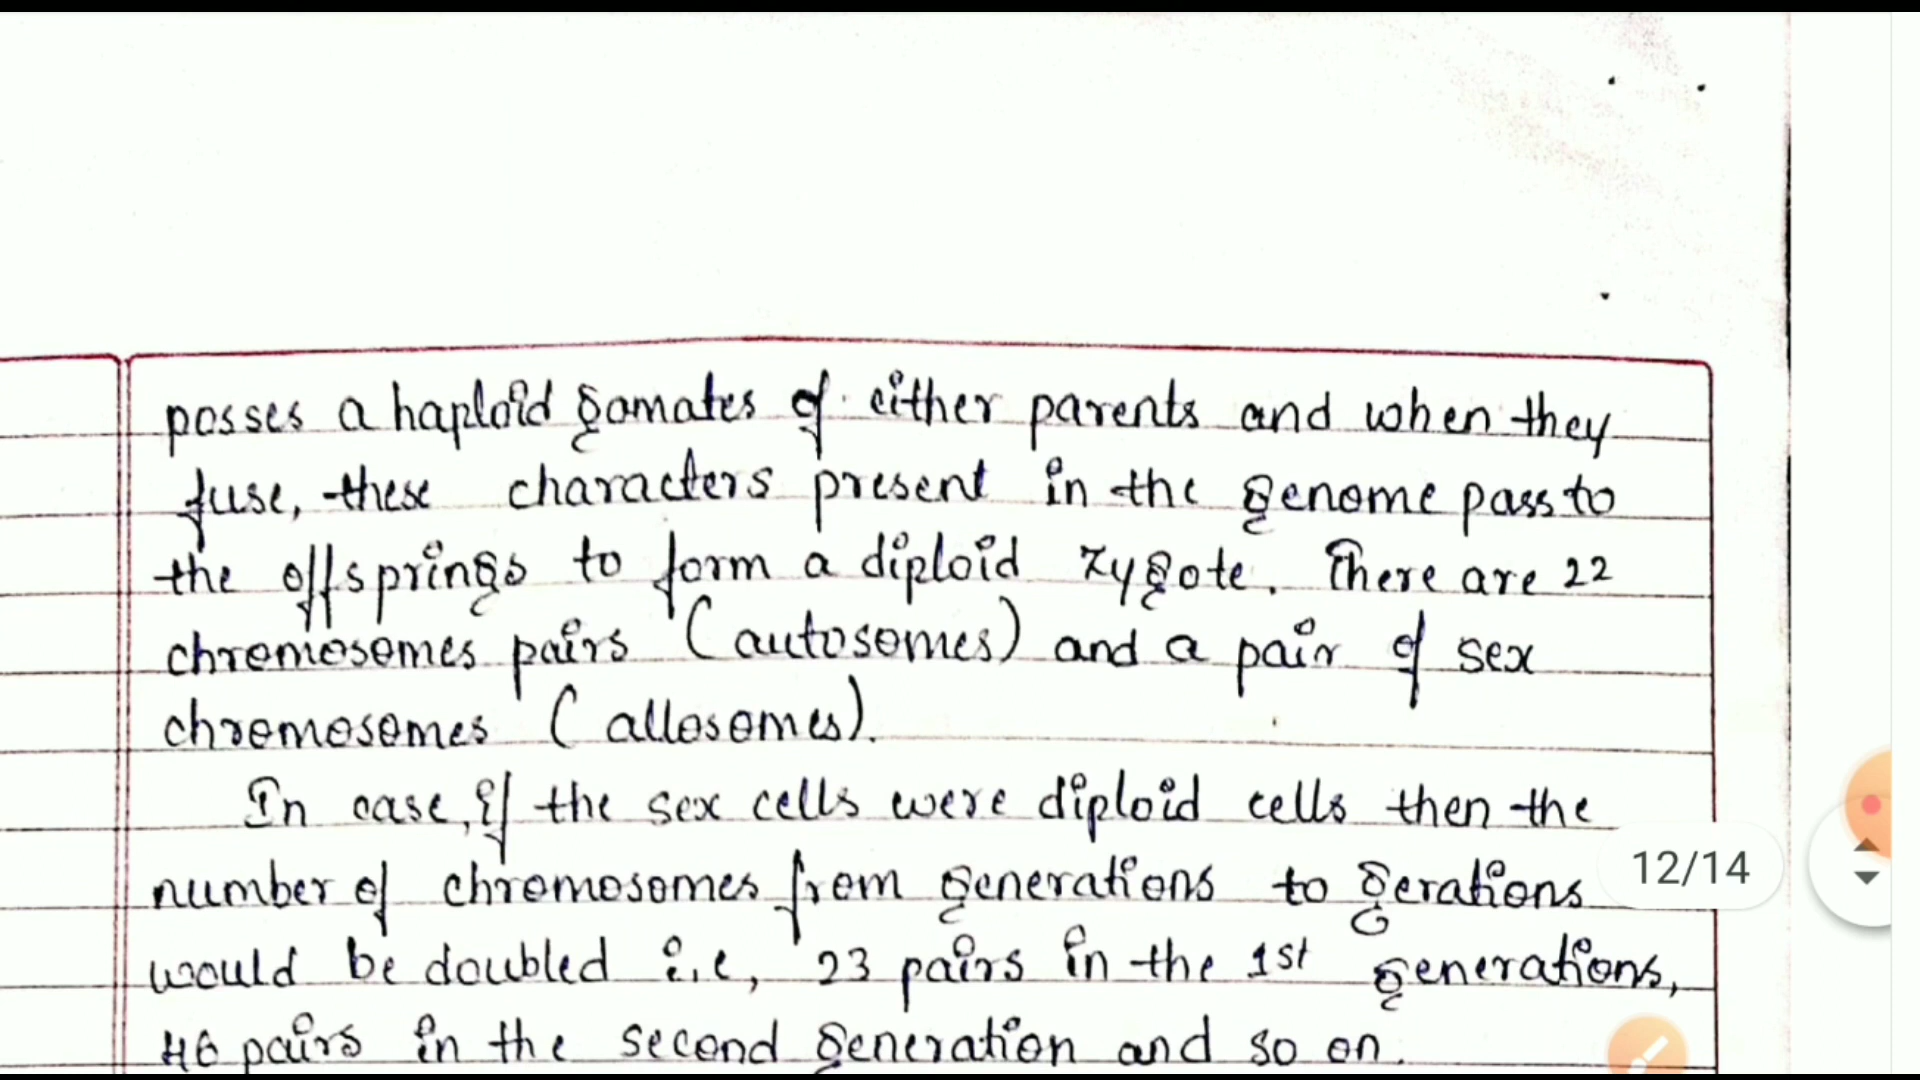 posses a haploid gamates of either parents and when they
fuse, these characters present in the genome pass to
the offsprings to form a diploid zygote. There are 22
chromosomes pairs (autosomes) and a pair of sex
chromosomes (allosomes).
In case, if the sex cells were diploid cells then the
number of chromosomes from generations to gerations
12/14
would be doubled i.e, 23 pairs in the 1st generations,
46 pairs in the second generation and so on.